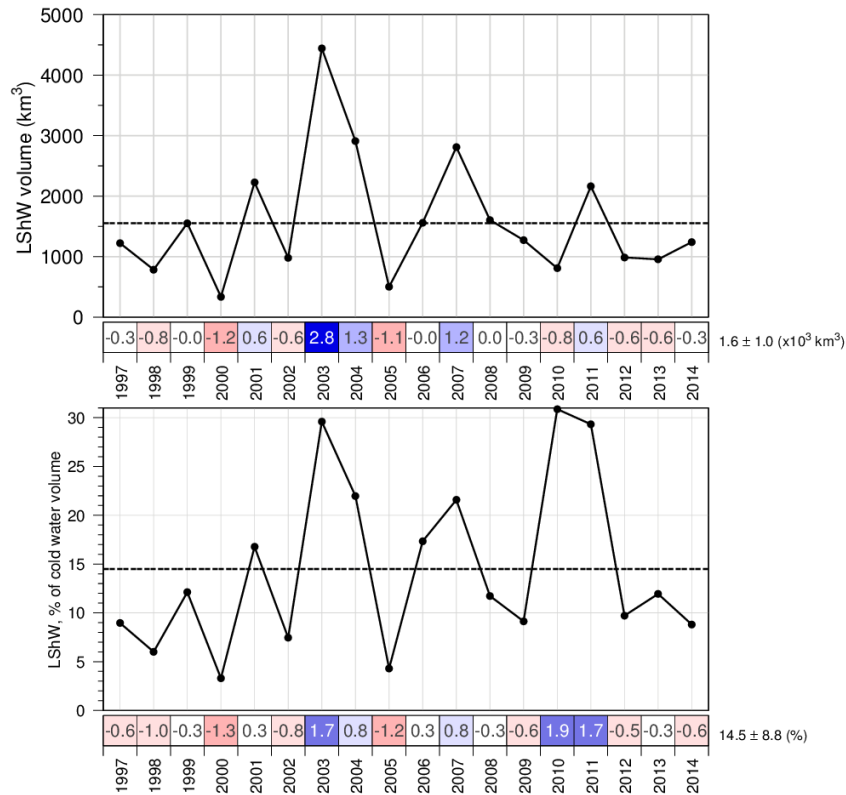 5000
4000
3000
2000
1000
0
LShW volume (km³)
-0.3 -0.8 -0.0 -1.2 0.6 -0.6 2.8 1.3 -1.1 -0.0 1.2 0.0 -0.3 -0.8 0.6 -0.6 -0.6 -0.3
1.6 ± 1.0 (x10³ km³)
1997 1998 1999 2000 2001 2002 2003 2004 2005 2006 2007 2008 2009 2010 2011 2012 2013 2014
30
25
20
15
10
5
0
LShW, % of cold water volume
-0.6 -1.0 -0.3 -1.3 0.3 -0.8 1.7 0.8 -1.2 0.3 0.8 -0.3 -0.6 1.9 1.7 -0.5 -0.3 -0.6
14.5 ± 8.8 (%)
1997 1998 1999 2000 2001 2002 2003 2004 2005 2006 2007 2008 2009 2010 2011 2012 2013 2014